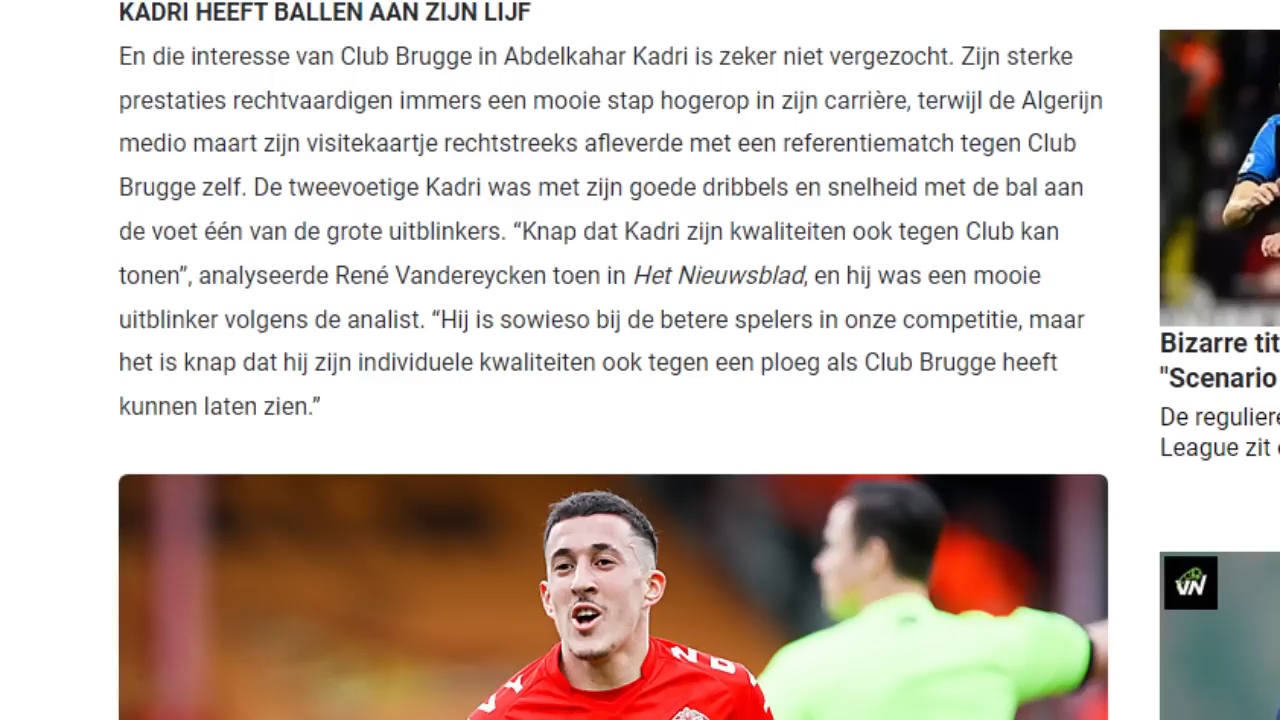 KADRI HEEFT BALLEN AAN ZIJN LIJF
En die interesse van Club Brugge in Abdelkahar Kadri is zeker niet vergezocht. Zijn sterke
prestaties rechtvaardigen immers een mooie stap hogerop in zijn carrière, terwijl de Algerijn
medio maart zijn visitekaartje rechtstreeks afleverde met een referentiematch tegen Club
Brugge zelf. De tweevoetige Kadri was met zijn goede dribbels en snelheid met de bal aan
de voet één van de grote uitblinkers. “Knap dat Kadri zijn kwaliteiten ook tegen Club kan
tonen”, analyseerde René Vandereycken toen in Het Nieuwsblad, en hij was een mooie
uitblinker volgens de analist. “Hij is sowieso bij de betere spelers in onze competitie, maar
het is knap dat hij zijn individuele kwaliteiten ook tegen een ploeg als Club Brugge heeft
kunnen laten zien.”
Bizarre tit
"Scenario
De reguliere
League zit
VN